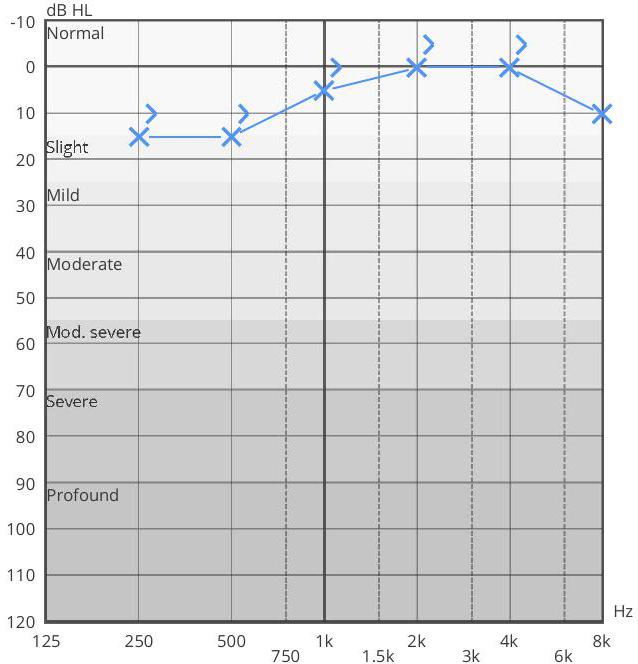 dB HL
-10
Normal
0
10
Slight
20
Mild
30
40
Moderate
50
Mod. severe
60
70
Severe
80
90
Profound
100
110
120
Hz
125 250 500 1k 2k 4k 8k
750 1.5k 3k 6k